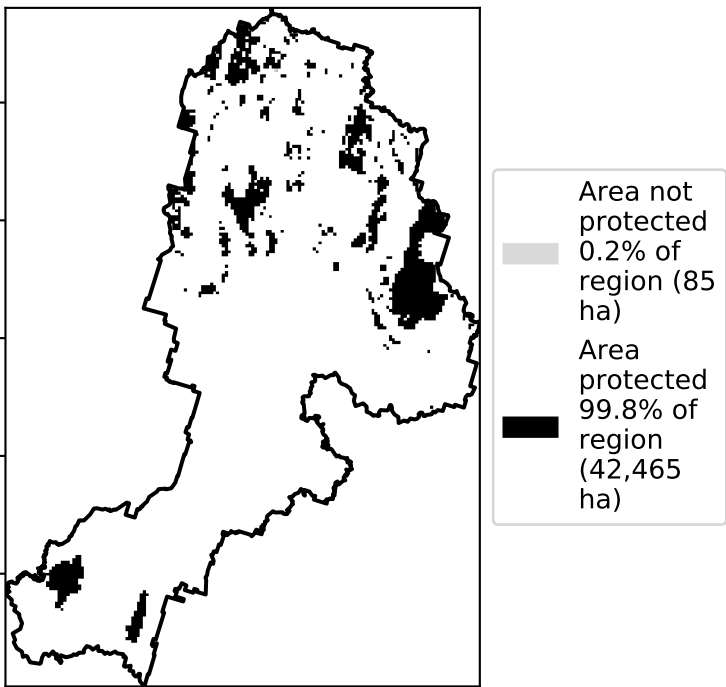 Area not
protected
0.2% of
region (85
ha)
Area
protected
99.8% of
region
(42,465
ha)